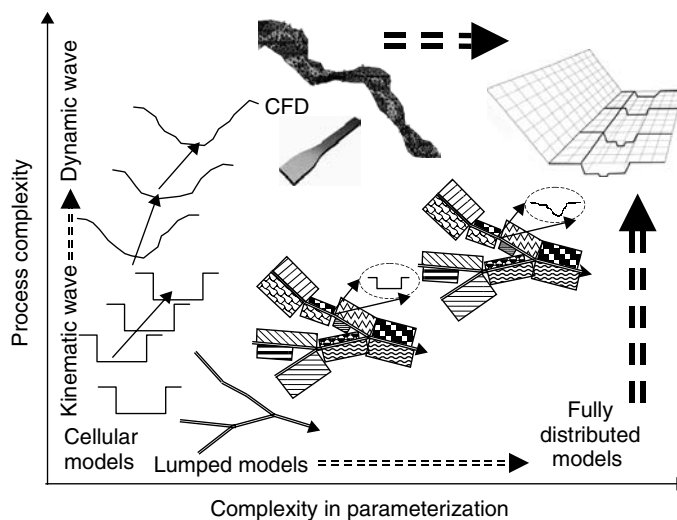 Process complexity
Kinematic wave
Dynamic wave
CFD
Cellular
models
Lumped models
Fully
distributed
models
Complexity in parameterization